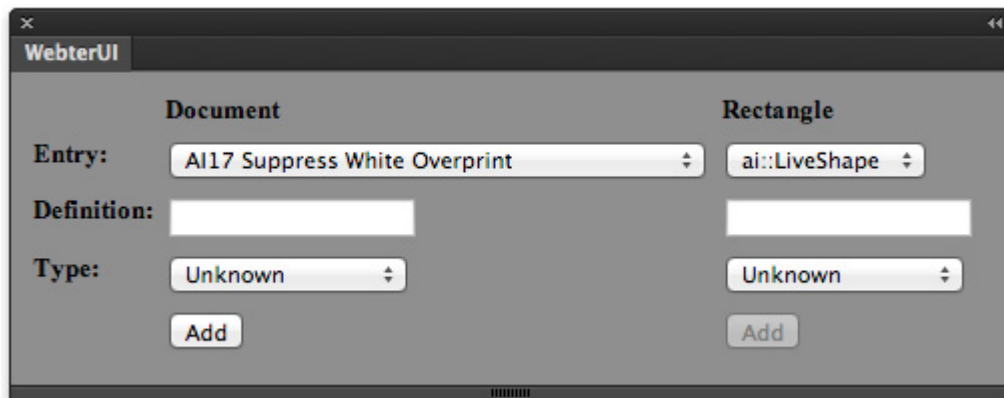 WebterUI
Document Rectangle
Entry: AI17 Suppress White Overprint ai::LiveShape
Definition:
Type: Unknown Unknown
Add Add